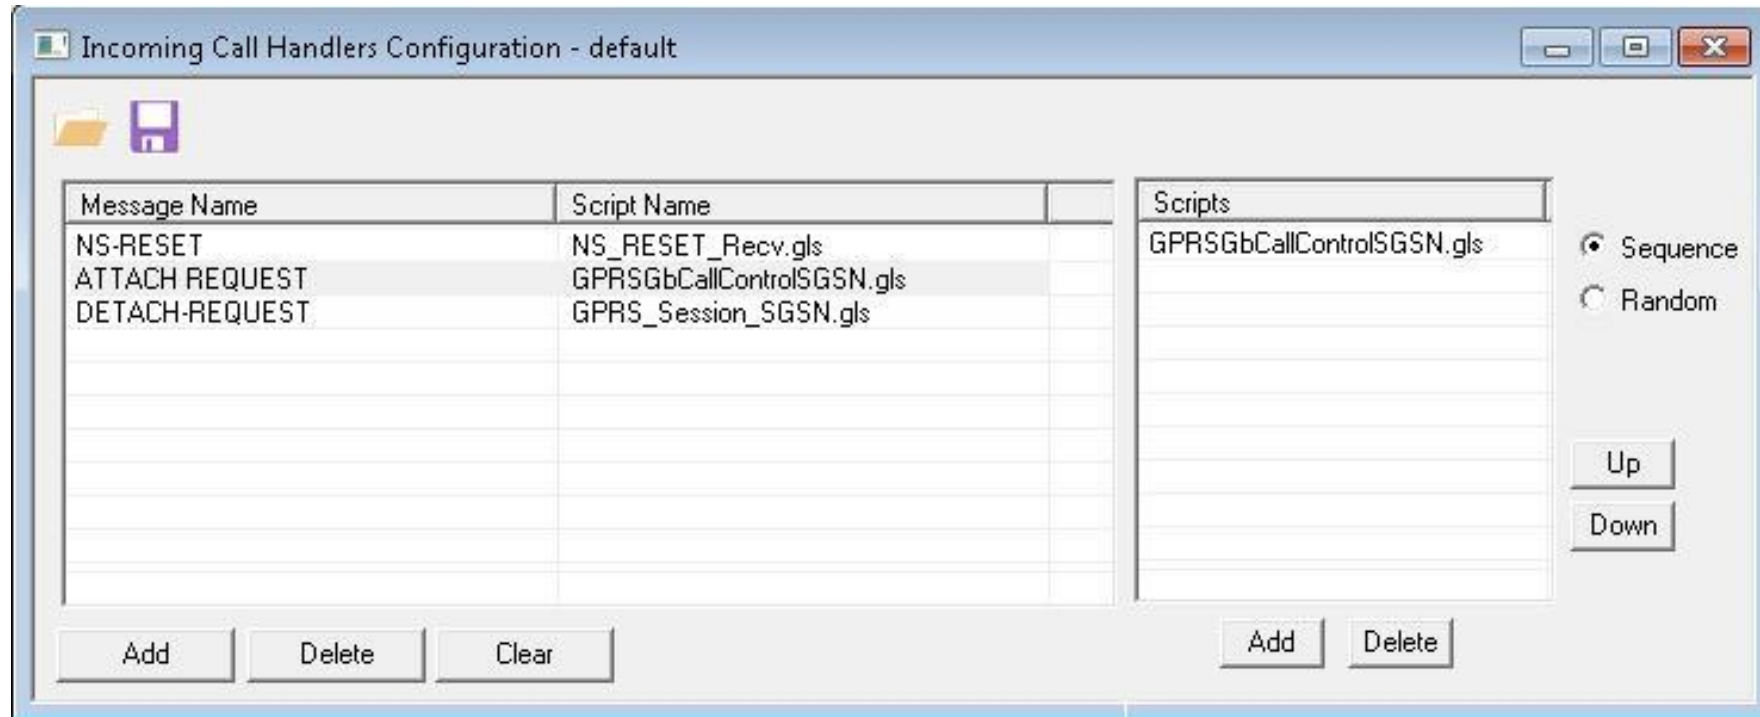 Incoming Call Handlers Configuration - default
Message Name Script Name
NS-RESET NS_RESET_Recv.gls
ATTACH REQUEST GPRSGbCallControlSGSN.gls
DETACH-REQUEST GPRS_Session_SGSN.gls
Add Delete Clear
Scripts
GPRSGbCallControlSGSN.gls
Add Delete
Sequence
Random
Up
Down